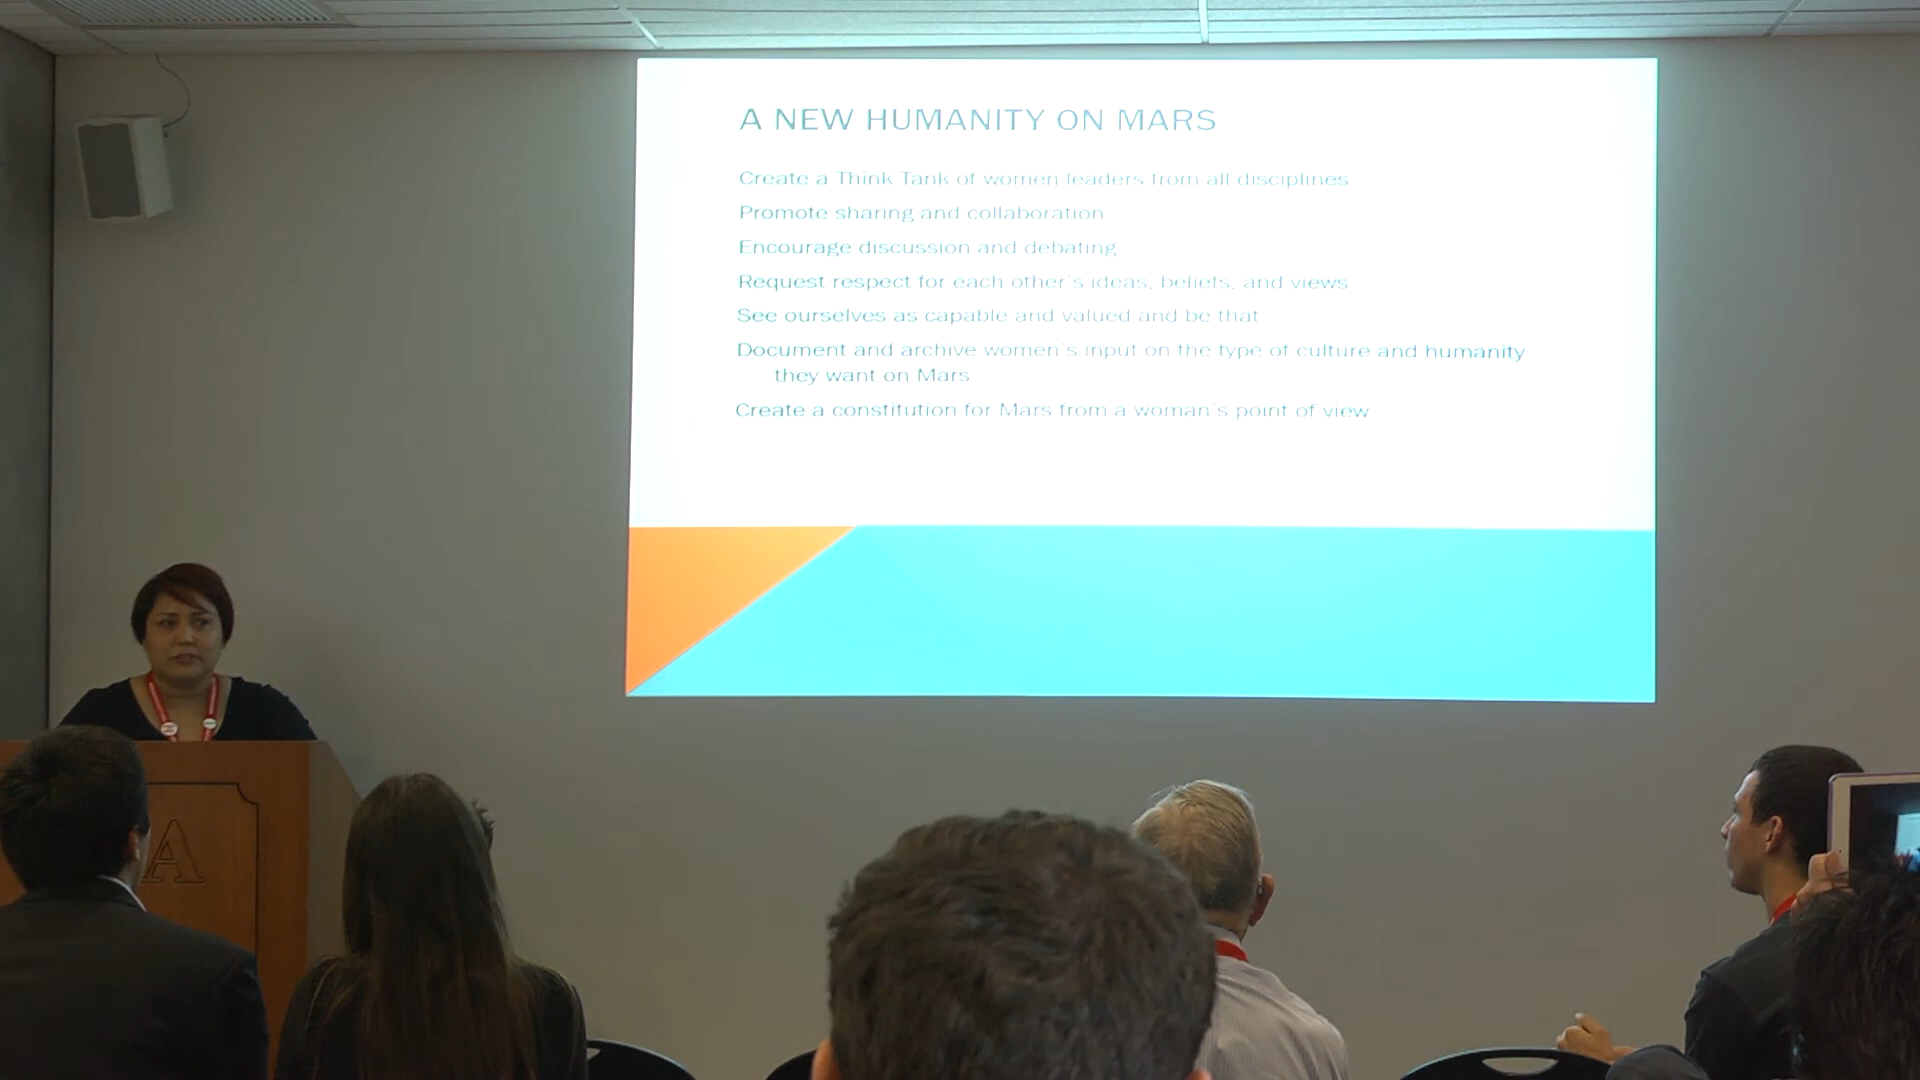 A NEW HUMANITY ON MARS
Create a Think Tank of women leaders from all disciplines
Promote sharing and collaboration
Encourage discussion and debating
Request respect for each other's ideas, beliefs, and views
See ourselves as capable and valued and be that
Document and archive women's input on the type of culture and humanity
they want on Mars
Create a constitution for Mars from a woman's point of view
A